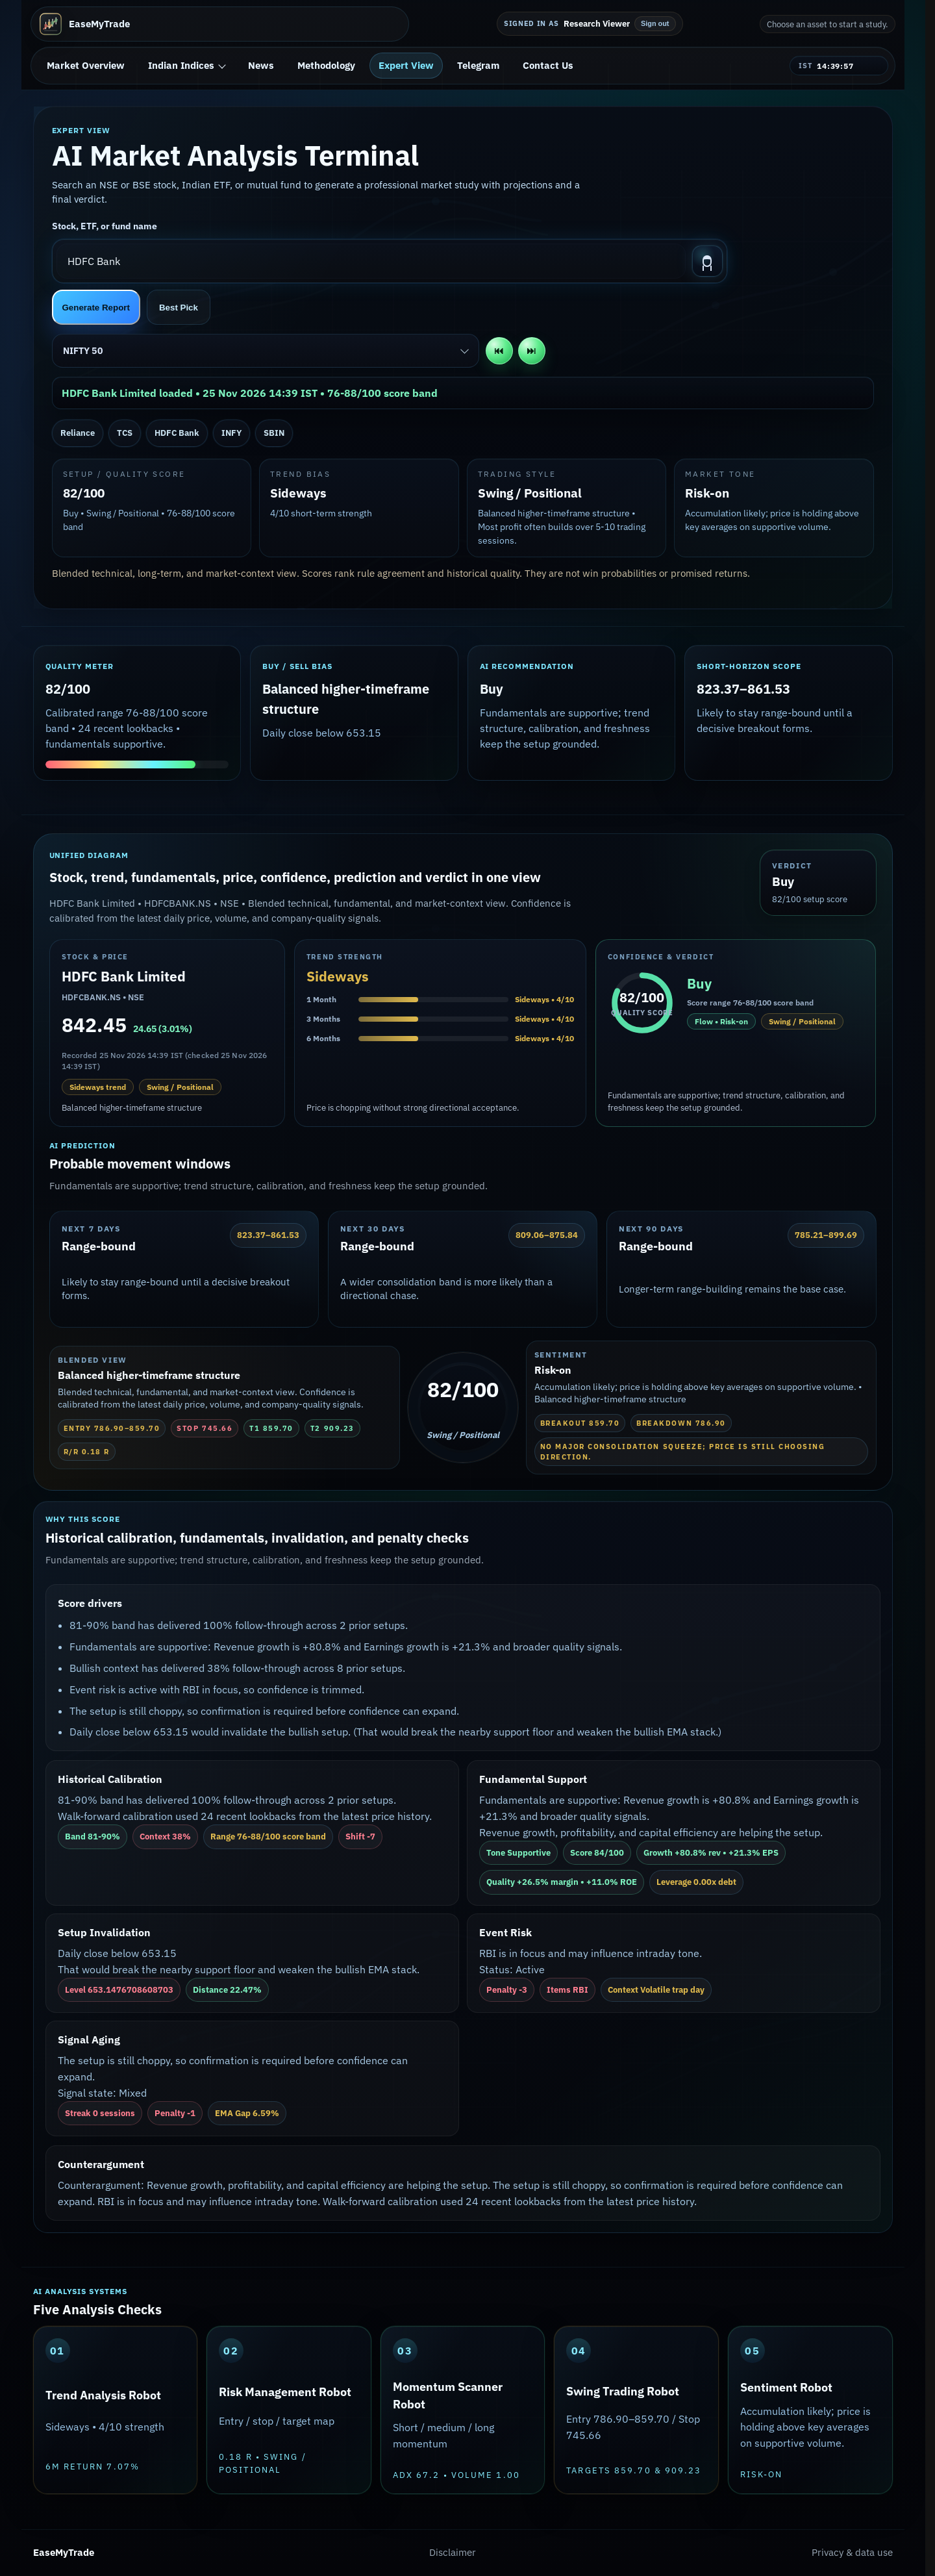 EaseMyTrade
SIGNED IN AS Research Viewer Sign out
Choose an asset to start a study.
Market Overview
Indian Indices
News
Methodology
Expert View
Telegram
Contact Us
IST 14:39:57
EXPERT VIEW
AI Market Analysis Terminal
Search an NSE or BSE stock, Indian ETF, or mutual fund to generate a professional market study with projections and a
final verdict.
Stock, ETF, or fund name
HDFC Bank
Generate Report
Best Pick
NIFTY 50
HDFC Bank Limited loaded • 25 Nov 2026 14:39 IST • 76-88/100 score band
Reliance
TCS
HDFC Bank
INFY
SBIN
SETUP / QUALITY SCORE
82/100
Buy • Swing / Positional • 76-88/100 score
band
TREND BIAS
Sideways
4/10 short-term strength
TRADING STYLE
Swing / Positional
Balanced higher-timeframe structure •
Most profit often builds over 5-10 trading
sessions.
MARKET TONE
Risk-on
Accumulation likely; price is holding above
key averages on supportive volume.
Blended technical, long-term, and market-context view. Scores rank rule agreement and historical quality. They are not win probabilities or promised returns.
QUALITY METER
82/100
Calibrated range 76-88/100 score
band • 24 recent lookbacks •
fundamentals supportive.
BUY / SELL BIAS
Balanced higher-timeframe
structure
Daily close below 653.15
AI RECOMMENDATION
Buy
Fundamentals are supportive; trend
structure, calibration, and freshness
keep the setup grounded.
SHORT-HORIZON SCOPE
823.37–861.53
Likely to stay range-bound until a
decisive breakout forms.
UNIFIED DIAGRAM
Stock, trend, fundamentals, price, confidence, prediction and verdict in one view
HDFC Bank Limited • HDFCBANK.NS • NSE • Blended technical, fundamental, and market-context view. Confidence is
calibrated from the latest daily price, volume, and company-quality signals.
VERDICT
Buy
82/100 setup score
STOCK & PRICE
HDFC Bank Limited
HDFCBANK.NS • NSE
842.45 24.65 (3.01%)
Recorded 25 Nov 2026 14:39 IST (checked 25 Nov 2026
14:39 IST)
Sideways trend
Swing / Positional
Balanced higher-timeframe structure
TREND STRENGTH
Sideways
1 Month Sideways • 4/10
3 Months Sideways • 4/10
6 Months Sideways • 4/10
Price is chopping without strong directional acceptance.
CONFIDENCE & VERDICT
82/100
QUALITY SCORE
Buy
Score range 76-88/100 score band
Flow • Risk-on
Swing / Positional
Fundamentals are supportive; trend structure, calibration, and
freshness keep the setup grounded.
AI PREDICTION
Probable movement windows
Fundamentals are supportive; trend structure, calibration, and freshness keep the setup grounded.
NEXT 7 DAYS
Range-bound
823.37–861.53
Likely to stay range-bound until a decisive breakout
forms.
NEXT 30 DAYS
Range-bound
809.06–875.84
A wider consolidation band is more likely than a
directional chase.
NEXT 90 DAYS
Range-bound
785.21–899.69
Longer-term range-building remains the base case.
BLENDED VIEW
Balanced higher-timeframe structure
Blended technical, fundamental, and market-context view. Confidence is
calibrated from the latest daily price, volume, and company-quality signals.
ENTRY 786.90–859.70
STOP 745.66
T1 859.70
T2 909.23
R/R 0.18 R
82/100
Swing / Positional
SENTIMENT
Risk-on
Accumulation likely; price is holding above key averages on supportive volume. •
Balanced higher-timeframe structure
BREAKOUT 859.70
BREAKDOWN 786.90
NO MAJOR CONSOLIDATION SQUEEZE; PRICE IS STILL CHOOSING
DIRECTION.
WHY THIS SCORE
Historical calibration, fundamentals, invalidation, and penalty checks
Fundamentals are supportive; trend structure, calibration, and freshness keep the setup grounded.
Score drivers
• 81-90% band has delivered 100% follow-through across 2 prior setups.
• Fundamentals are supportive: Revenue growth is +80.8% and Earnings growth is +21.3% and broader quality signals.
• Bullish context has delivered 38% follow-through across 8 prior setups.
• Event risk is active with RBI in focus, so confidence is trimmed.
• The setup is still choppy, so confirmation is required before confidence can expand.
• Daily close below 653.15 would invalidate the bullish setup. (That would break the nearby support floor and weaken the bullish EMA stack.)
Historical Calibration
81-90% band has delivered 100% follow-through across 2 prior setups.
Walk-forward calibration used 24 recent lookbacks from the latest price history.
Band 81-90%
Context 38%
Range 76-88/100 score band
Shift -7
Fundamental Support
Fundamentals are supportive: Revenue growth is +80.8% and Earnings growth is
+21.3% and broader quality signals.
Revenue growth, profitability, and capital efficiency are helping the setup.
Tone Supportive
Score 84/100
Growth +80.8% rev • +21.3% EPS
Quality +26.5% margin • +11.0% ROE
Leverage 0.00x debt
Setup Invalidation
Daily close below 653.15
That would break the nearby support floor and weaken the bullish EMA stack.
Level 653.1476708608703
Distance 22.47%
Event Risk
RBI is in focus and may influence intraday tone.
Status: Active
Penalty -3
Items RBI
Context Volatile trap day
Signal Aging
The setup is still choppy, so confirmation is required before confidence can
expand.
Signal state: Mixed
Streak 0 sessions
Penalty -1
EMA Gap 6.59%
Counterargument
Counterargument: Revenue growth, profitability, and capital efficiency are helping the setup. The setup is still choppy, so confirmation is required before confidence can
expand. RBI is in focus and may influence intraday tone. Walk-forward calibration used 24 recent lookbacks from the latest price history.
AI ANALYSIS SYSTEMS
Five Analysis Checks
01
Trend Analysis Robot
Sideways • 4/10 strength
6M RETURN 7.07%
02
Risk Management Robot
Entry / stop / target map
0.18 R • SWING /
POSITIONAL
03
Momentum Scanner
Robot
Short / medium / long
momentum
ADX 67.2 • VOLUME 1.00
04
Swing Trading Robot
Entry 786.90–859.70 / Stop
745.66
TARGETS 859.70 & 909.23
05
Sentiment Robot
Accumulation likely; price is
holding above key averages
on supportive volume.
RISK-ON
EaseMyTrade
Disclaimer
Privacy & data use